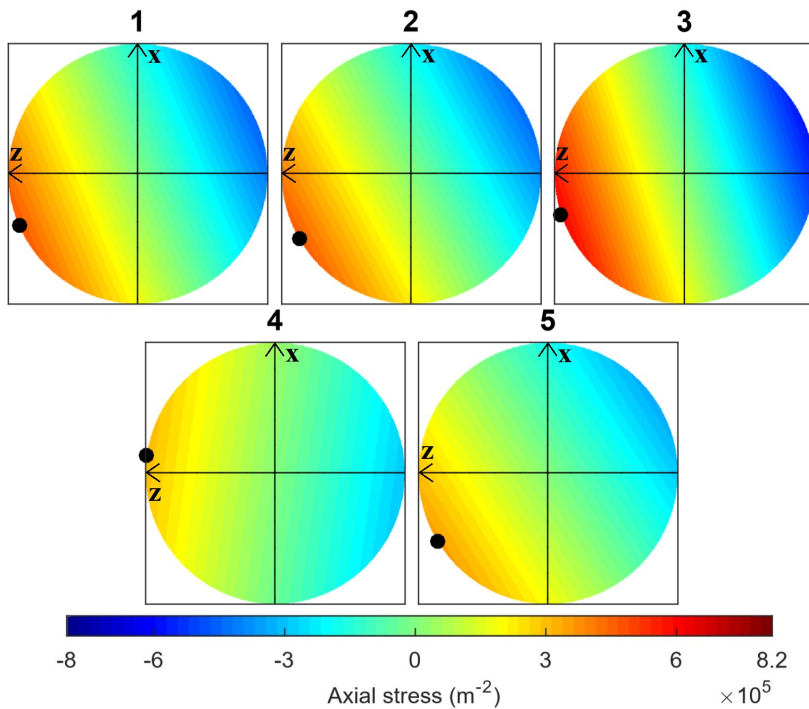 1 2 3
x x x
z z z
4 5
x x
z z
-8 -6 -3 0 3 6 8.2
Axial stress (m⁻²) ×10⁵